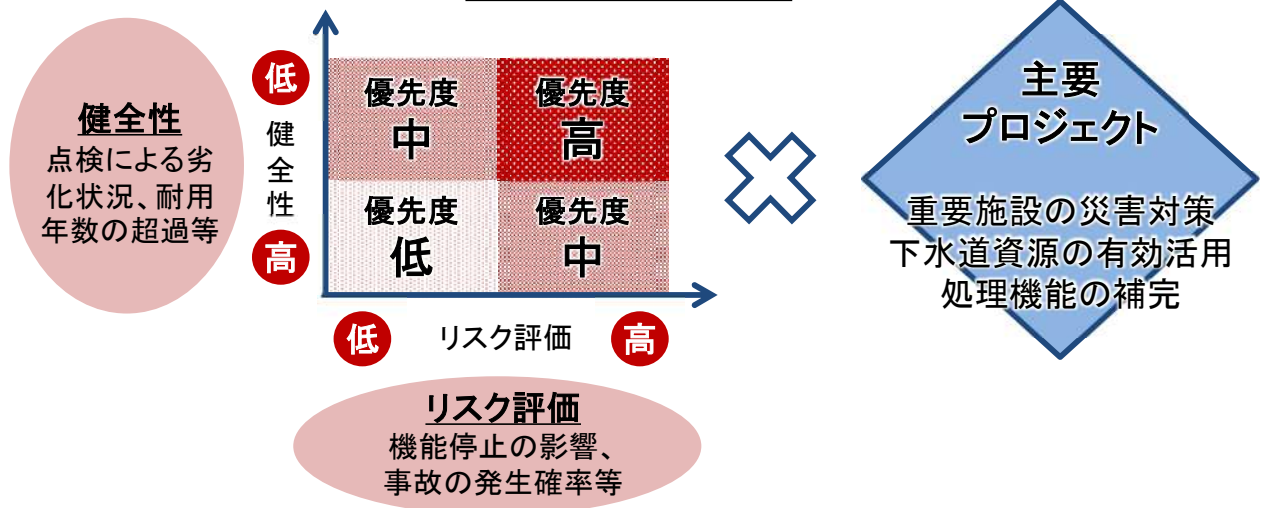 健全性
点検による劣
化状況、耐用
年数の超過等
低
健
全
性
高
優先度
中
優先度
高
優先度
低
優先度
中
低
リスク評価
高
リスク評価
機能停止の影響、
事故の発生確率等
主要
プロジェクト
重要施設の災害対策
下水道資源の有効活用
処理機能の補完